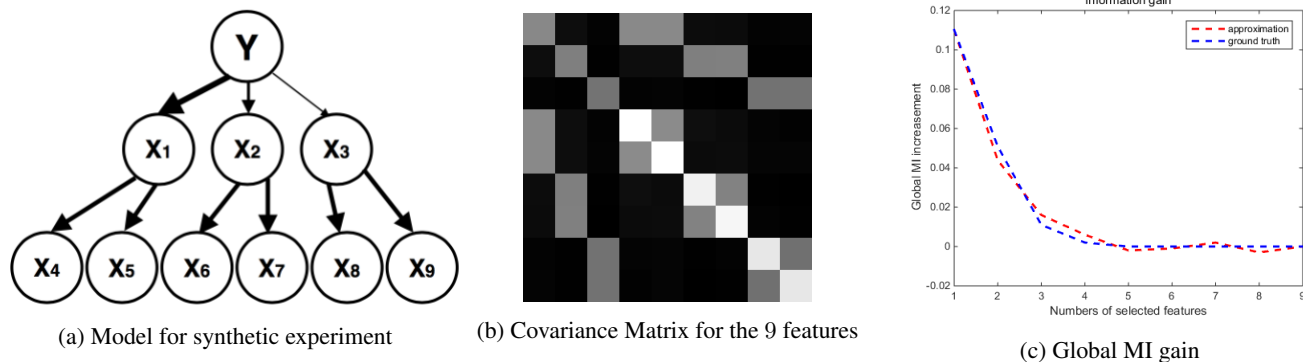 Y
X1 X2 X3
X4 X5 X6 X7 X8 X9
(a) Model for synthetic experiment
(b) Covariance Matrix for the 9 features
Information gain
0.12
0.1
0.08
0.06
0.04
0.02
0
-0.02
Global MI increasement
approximation
ground truth
1 2 3 4 5 6 7 8 9
Numbers of selected features
(c) Global MI gain